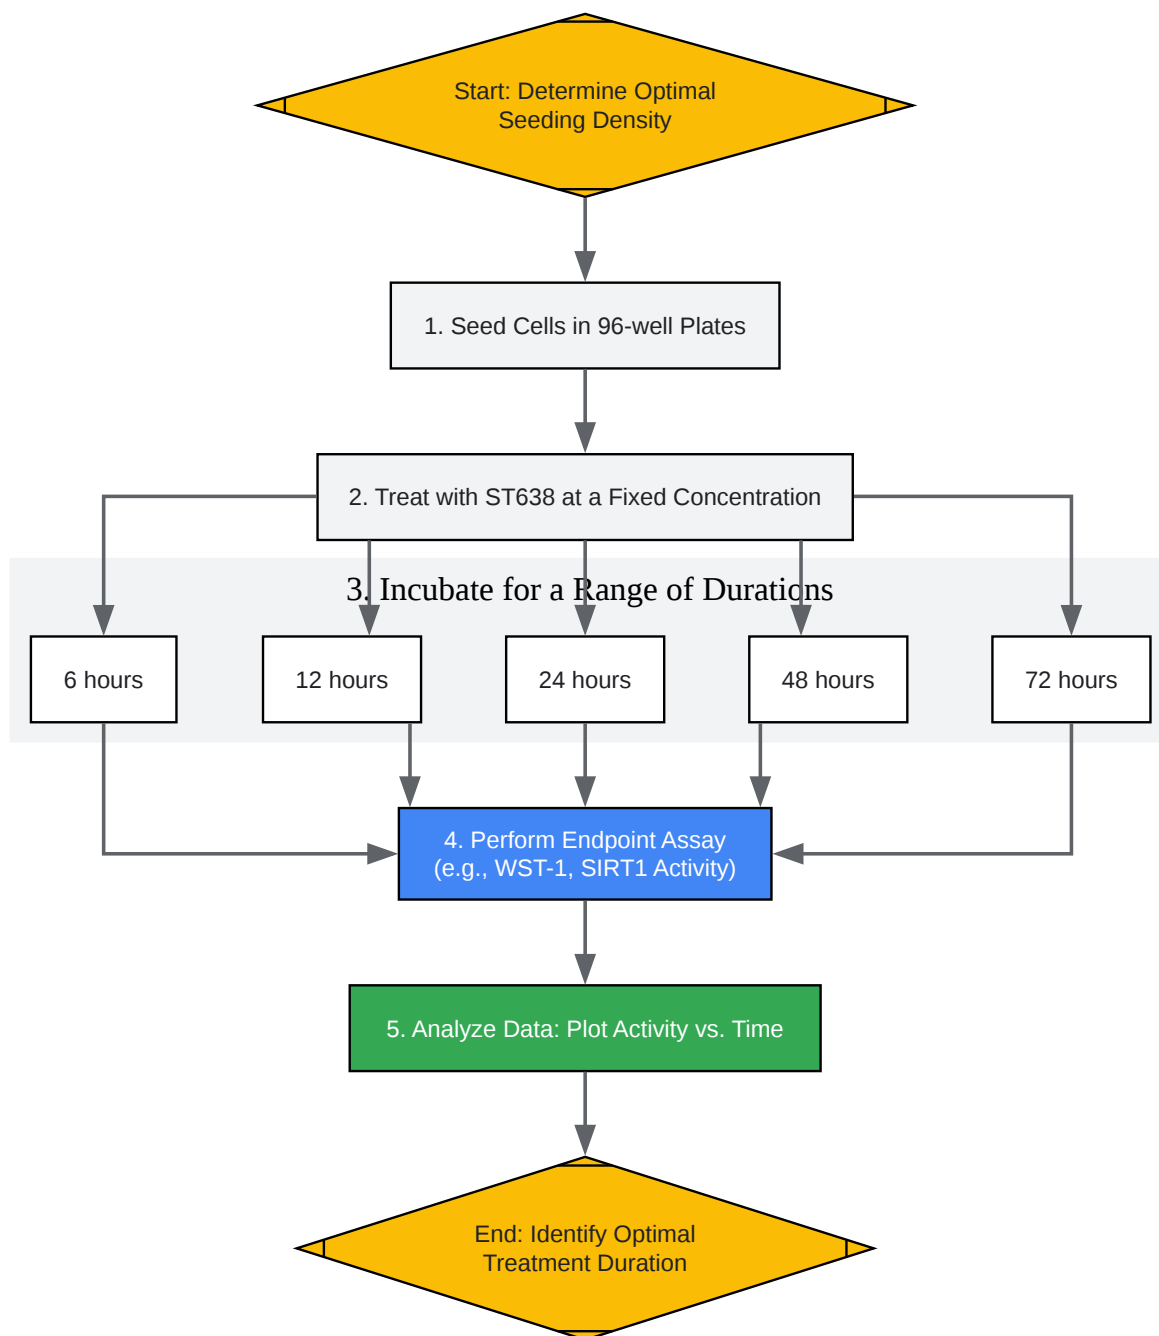 Start: Determine Optimal
Seeding Density
1. Seed Cells in 96-well Plates
2. Treat with ST638 at a Fixed Concentration
3. Incubate for a Range of Durations
6 hours
12 hours
24 hours
48 hours
72 hours
4. Perform Endpoint Assay
(e.g., WST-1, SIRT1 Activity)
5. Analyze Data: Plot Activity vs. Time
End: Identify Optimal
Treatment Duration